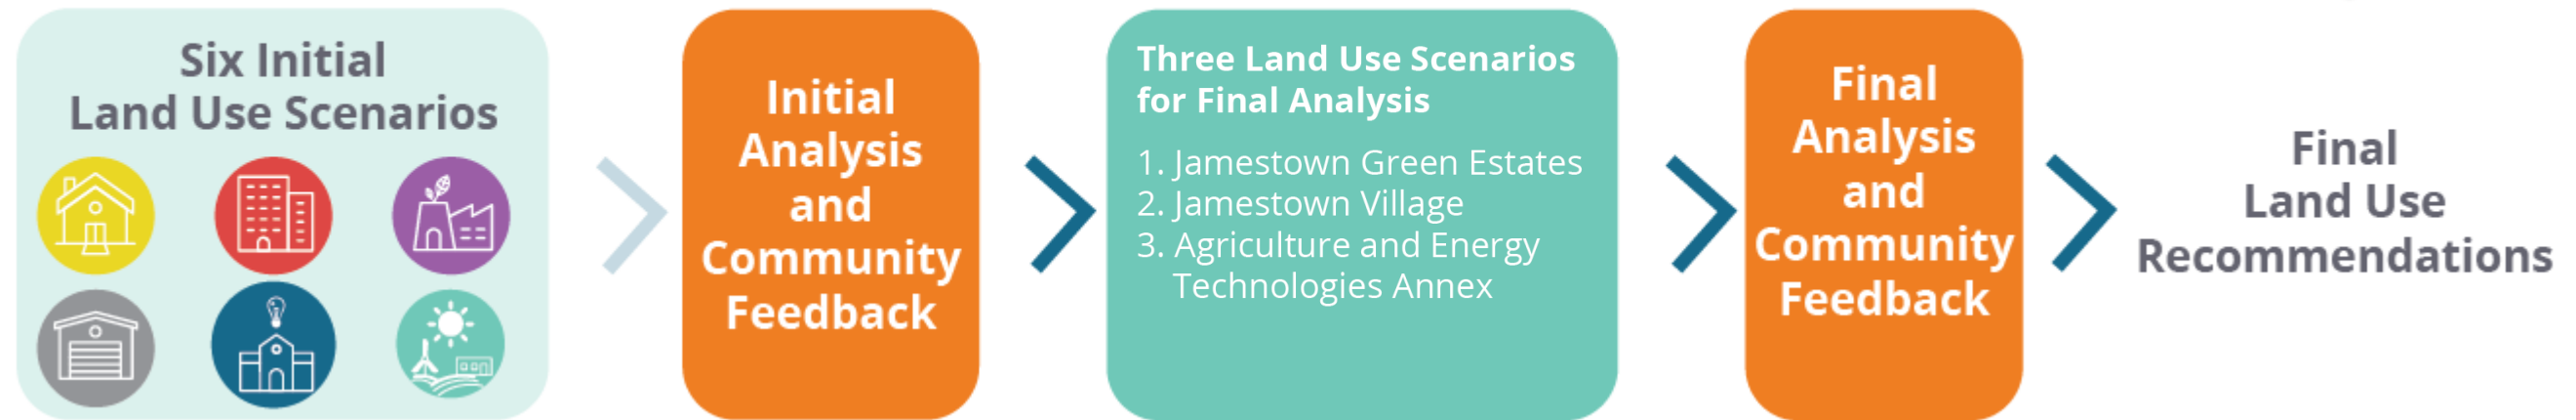 Six Initial
Land Use Scenarios
Initial
Analysis
and
Community
Feedback
Three Land Use Scenarios
for Final Analysis
1. Jamestown Green Estates
2. Jamestown Village
3. Agriculture and Energy
Technologies Annex
Final
Analysis
and
Community
Feedback
Final
Land Use
Recommendations